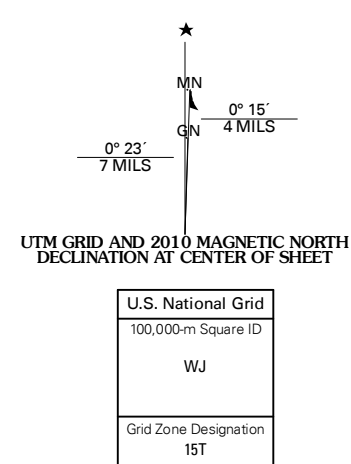 MN
0° 15´
4 MILS
GN
0° 23´
7 MILS
UTM GRID AND 2010 MAGNETIC NORTH
DECLINATION AT CENTER OF SHEET
U.S. National Grid
100,000-m Square ID
WJ
Grid Zone Designation
15T